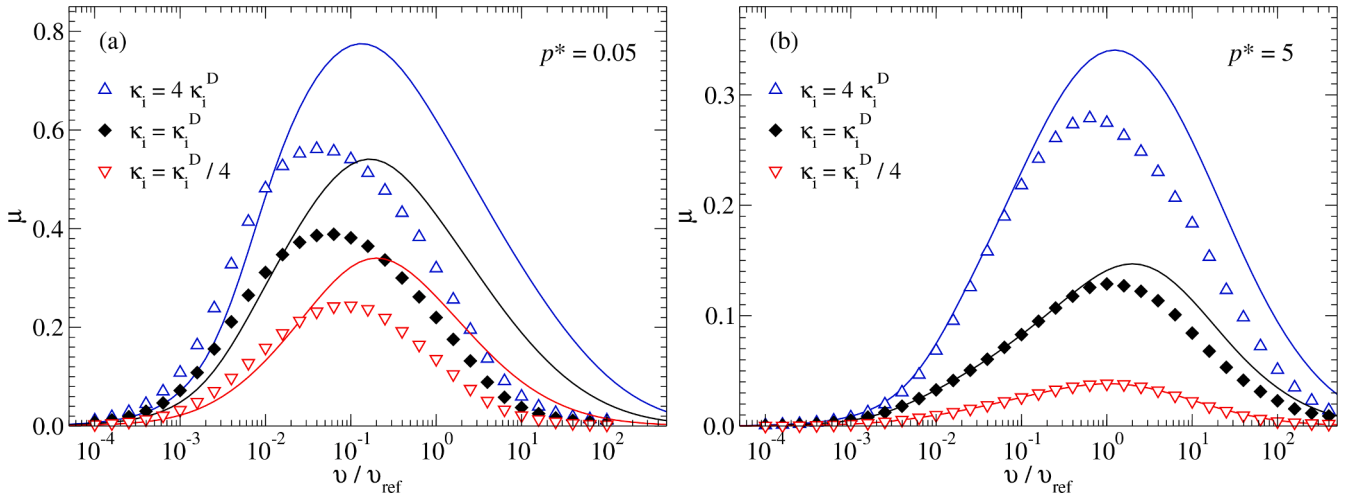 (a)
p* = 0.05
κᵢ = 4 κᵢᴰ
κᵢ = κᵢᴰ
κᵢ = κᵢᴰ / 4
μ
0.8
0.6
0.4
0.2
0.0
10⁻⁴ 10⁻³ 10⁻² 10⁻¹ 10⁰ 10¹ 10²
υ / υ_ref
(b)
p* = 5
κᵢ = 4 κᵢᴰ
κᵢ = κᵢᴰ
κᵢ = κᵢᴰ / 4
μ
0.3
0.2
0.1
0.0
10⁻⁴ 10⁻³ 10⁻² 10⁻¹ 10⁰ 10¹ 10²
υ / υ_ref